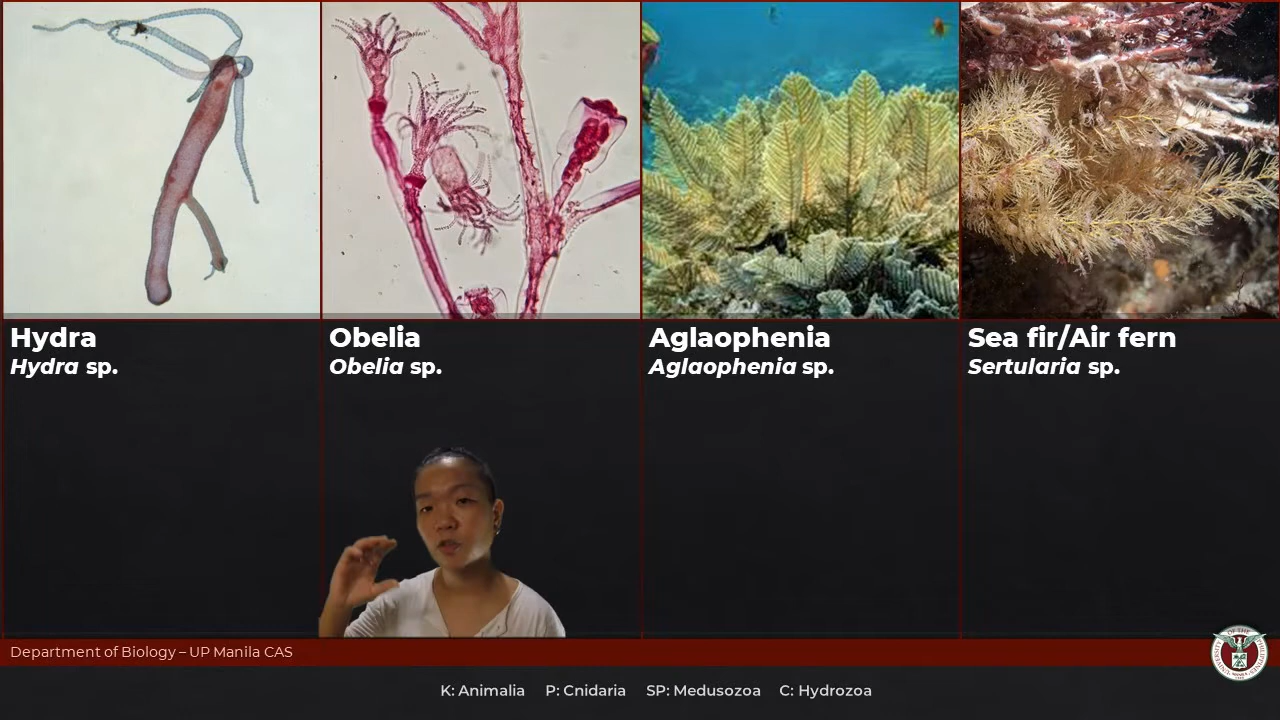 Hydra
Hydra sp.
Obelia
Obelia sp.
Aglaophenia
Aglaophenia sp.
Sea fir/Air fern
Sertularia sp.
Department of Biology – UP Manila CAS
K: Animalia P: Cnidaria SP: Medusozoa C: Hydrozoa